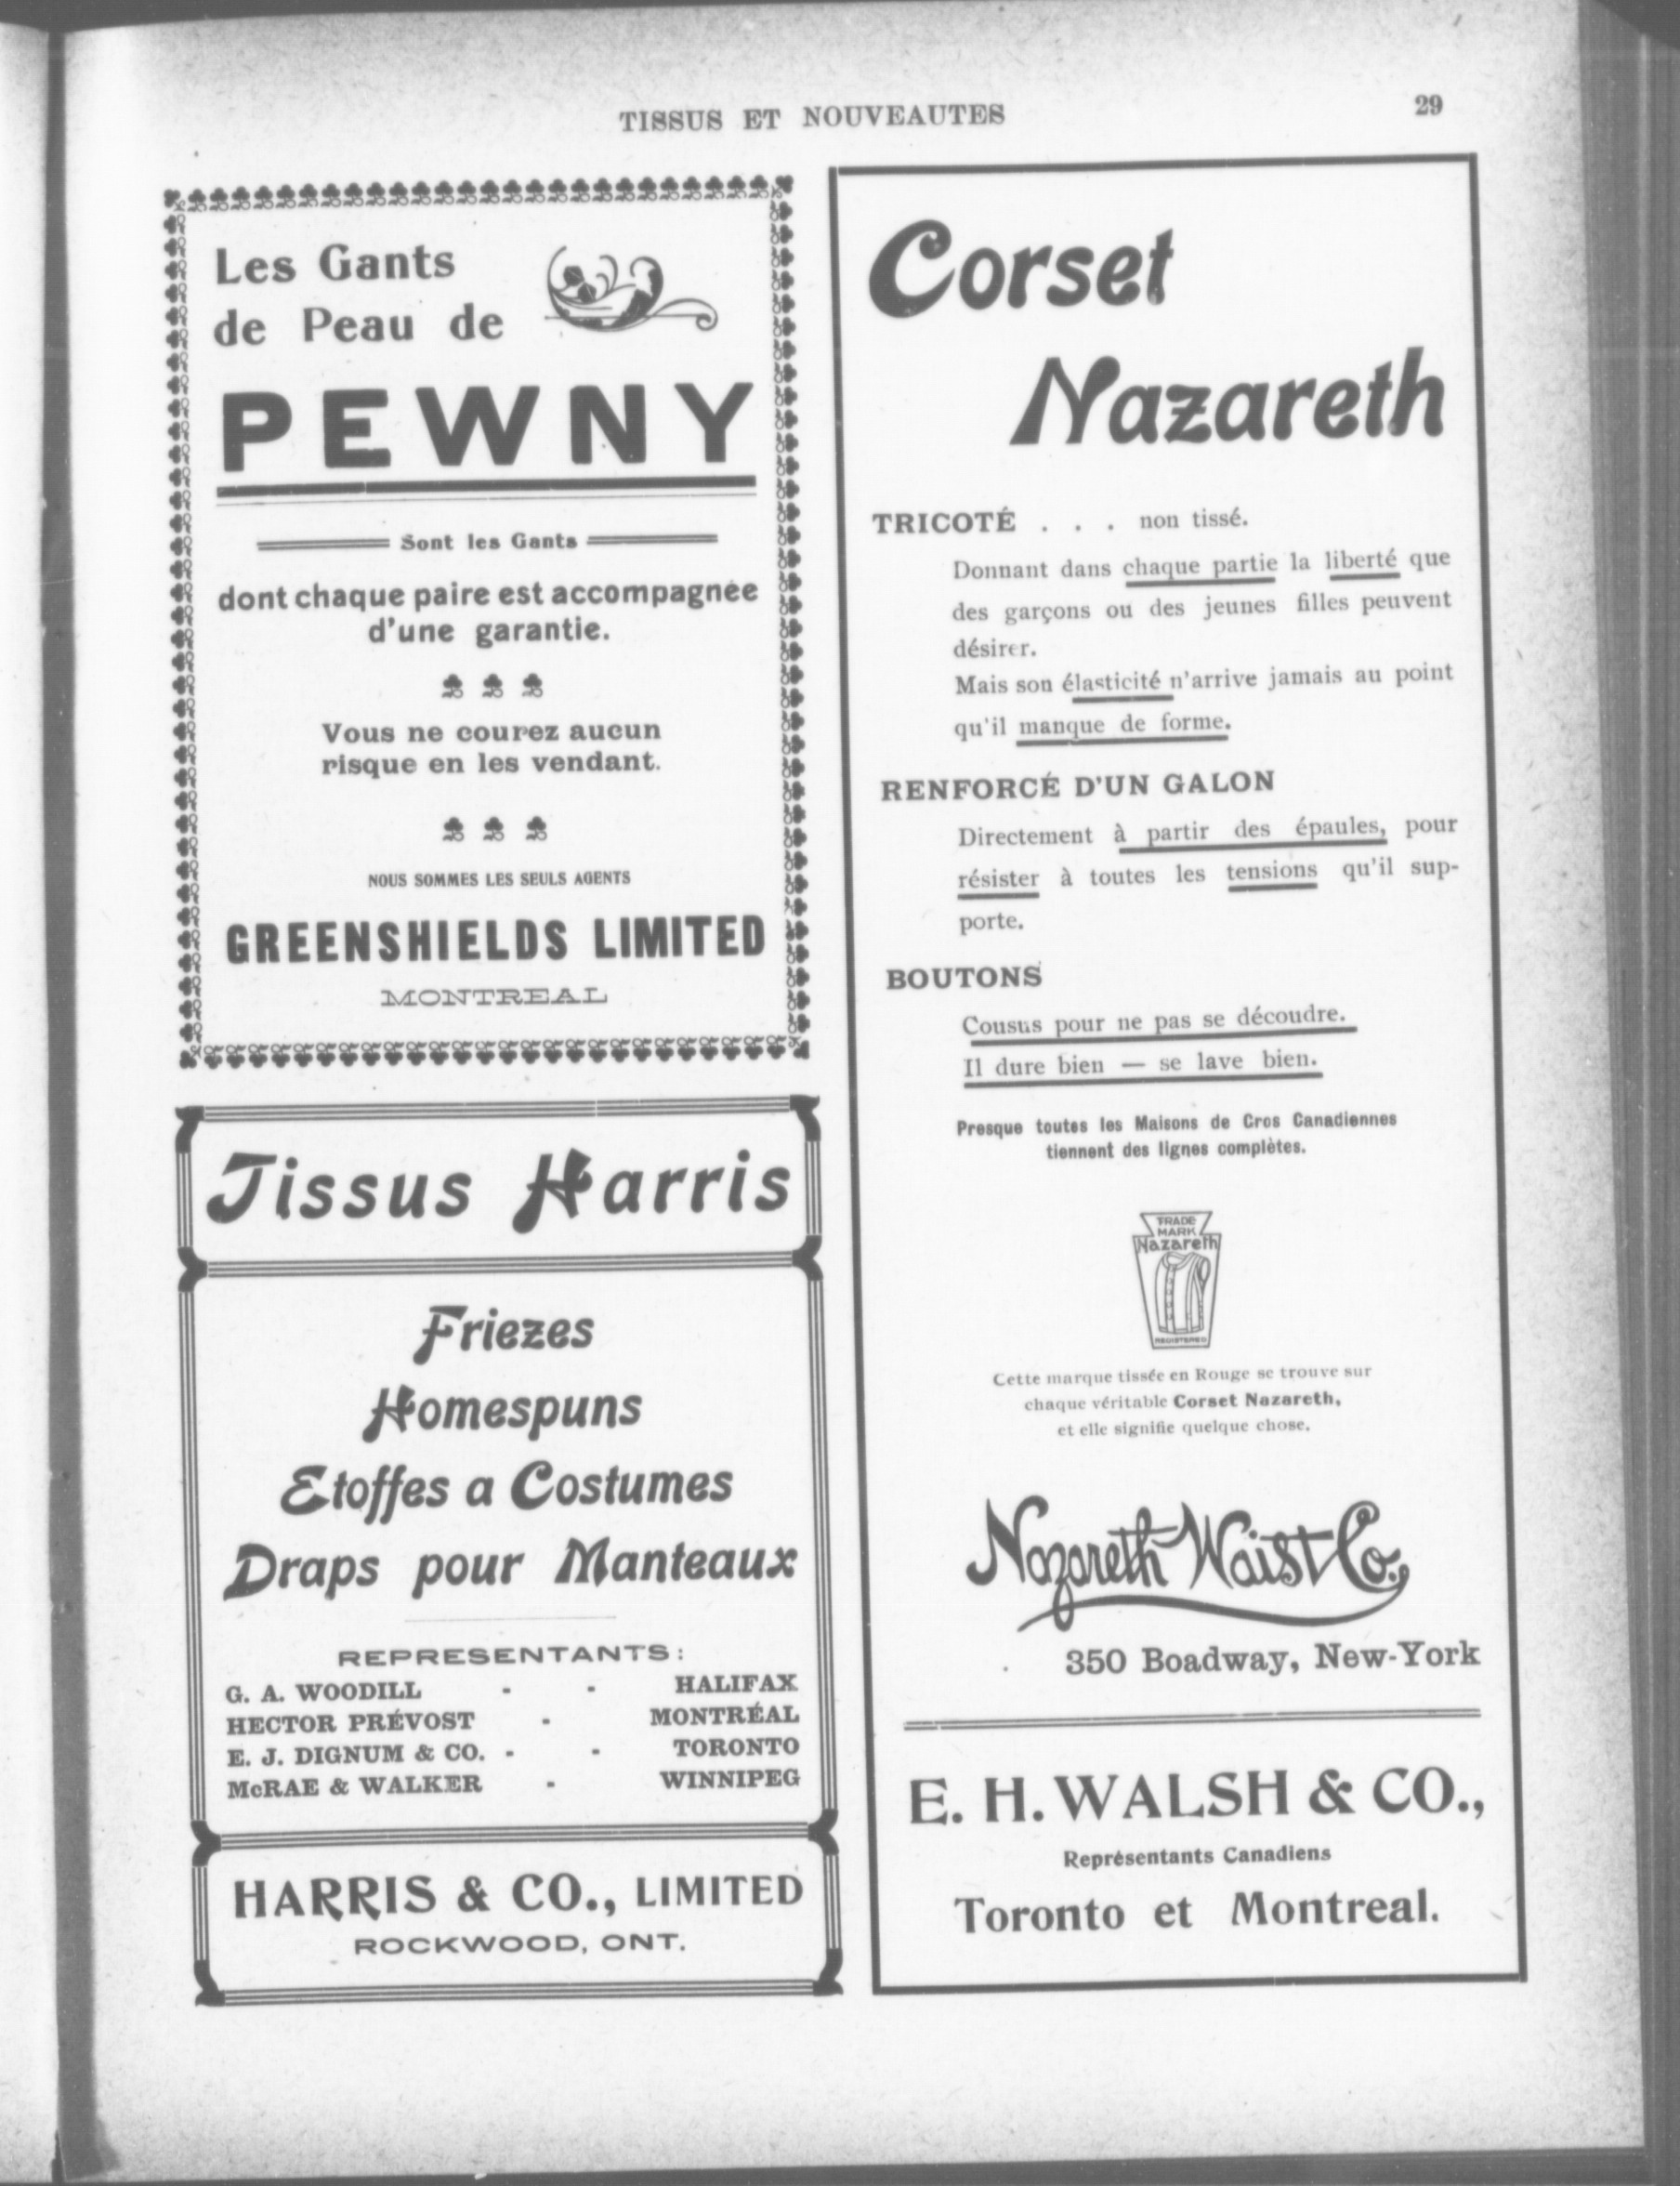 TISSUS ET NOUVEAUTES
29
Les Gants
de Peau de
PEWNY
Sont les Gants
dont chaque paire est accompagnée
d'une garantie.
Vous ne courez aucun
risque en les vendant.
NOUS SOMMES LES SEULS AGENTS
GREENSHIELDS LIMITED
MONTREAL
Tissus Harris
Friezes
Homespuns
Etoffes a Costumes
Draps pour Manteaux
REPRESENTANTS:
G. A. WOODILL - - HALIFAX
HECTOR PRÉVOST - MONTRÉAL
E. J. DIGNUM & CO. - - TORONTO
McRAE & WALKER - WINNIPEG
HARRIS & CO., LIMITED
ROCKWOOD, ONT.
Corset
Nazareth
TRICOTÉ . . . non tissé.
Donnant dans chaque partie la liberté que
des garçons ou des jeunes filles peuvent
désirer.
Mais son élasticité n'arrive jamais au point
qu'il manque de forme.
RENFORCÉ D'UN GALON
Directement à partir des épaules, pour
résister à toutes les tensions qu'il sup-
porte.
BOUTONS
Cousus pour ne pas se découdre.
Il dure bien — se lave bien.
Presque toutes les Maisons de Cros Canadiennes
tiennent des lignes complètes.
TRADE
MARK
Nazareth
REGISTERED
Cette marque tissée en Rouge se trouve sur
chaque véritable Corset Nazareth,
et elle signifie quelque chose.
Nazareth Waist Co.
350 Boadway, New-York
E. H. WALSH & CO.,
Représentants Canadiens
Toronto et Montreal.